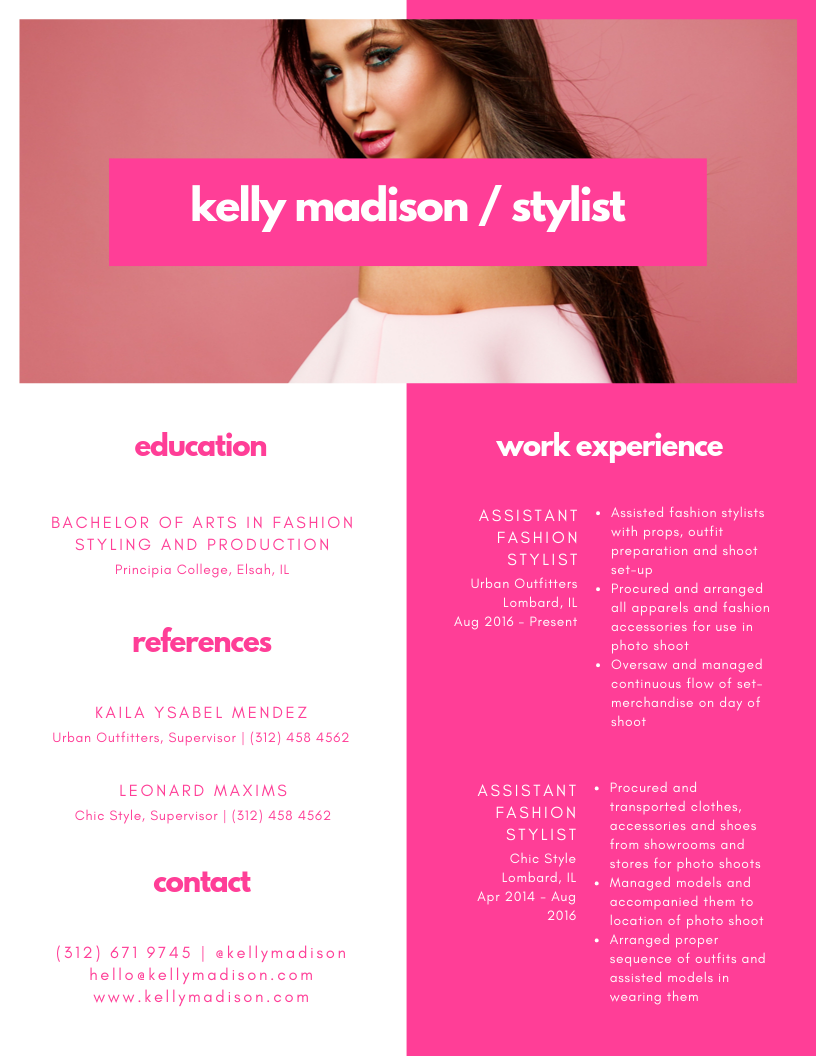 kelly madison / stylist
education
BACHELOR OF ARTS IN FASHION
STYLING AND PRODUCTION
Principia College, Elsah, IL
references
KAILA YSABEL MENDEZ
Urban Outfitters, Supervisor | (312) 458 4562
LEONARD MAXIMS
Chic Style, Supervisor | (312) 458 4562
contact
(312) 671 9745 | @kellymadison
hello@kellymadison.com
www.kellymadison.com
work experience
ASSISTANT
FASHION
STYLIST
Urban Outfitters
Lombard, IL
Aug 2016 - Present
• Assisted fashion stylists
with props, outfit
preparation and shoot
set-up
• Procured and arranged
all apparels and fashion
accessories for use in
photo shoot
• Oversaw and managed
continuous flow of set-
merchandise on day of
shoot
ASSISTANT
FASHION
STYLIST
Chic Style
Lombard, IL
Apr 2014 - Aug
2016
• Procured and
transported clothes,
accessories and shoes
from showrooms and
stores for photo shoots
• Managed models and
accompanied them to
location of photo shoot
• Arranged proper
sequence of outfits and
assisted models in
wearing them